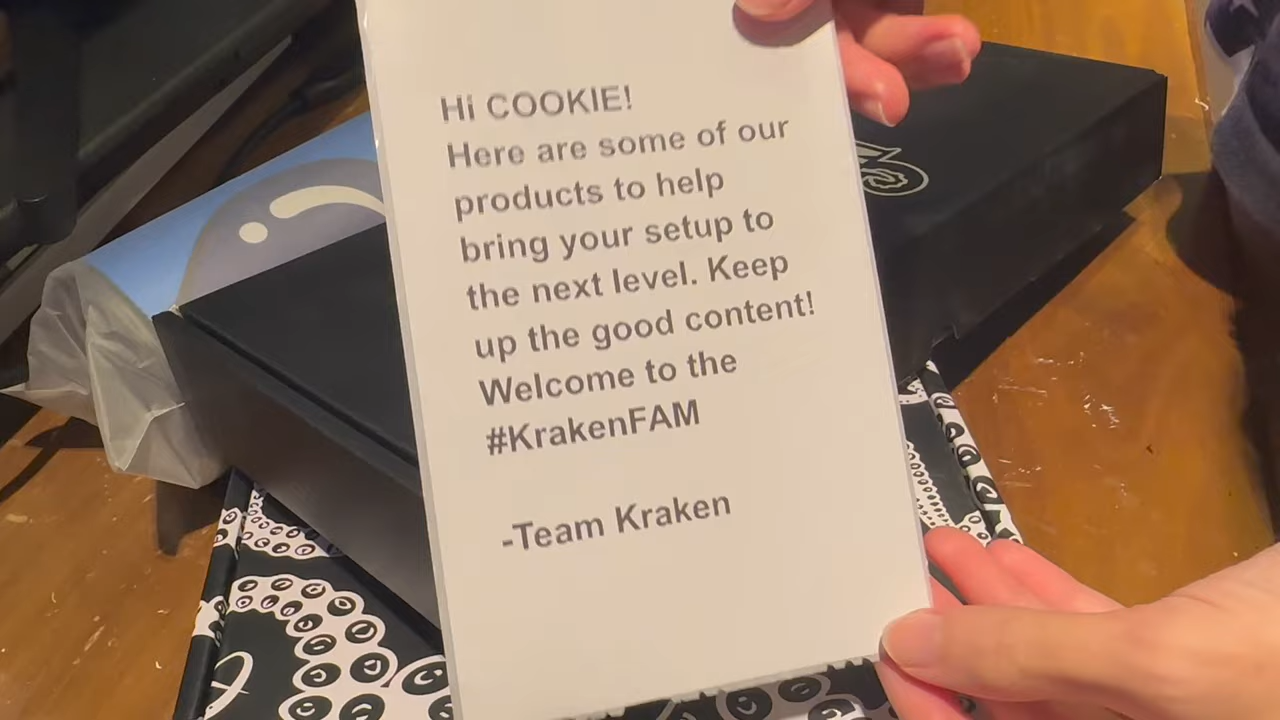 Hi COOKIE!
Here are some of our
products to help
bring your setup to
the next level. Keep
up the good content!
Welcome to the
#KrakenFAM
-Team Kraken